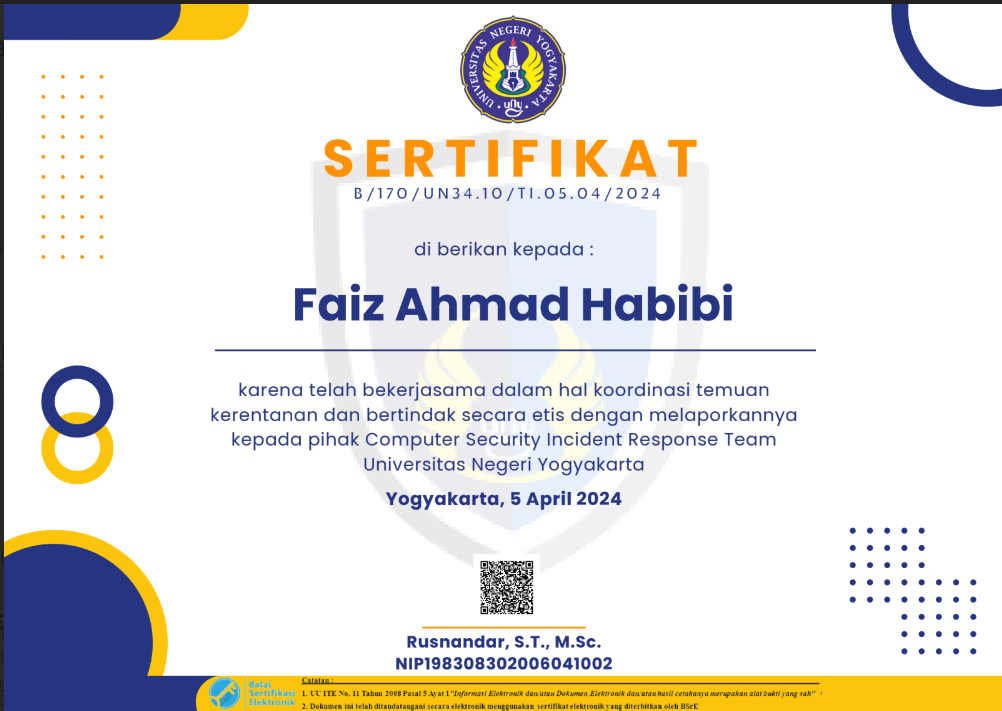 UNIVERSITAS NEGERI YOGYAKARTA
uny
SERTIFIKAT
B/170/UN34.10/TI.05.04/2024
di berikan kepada :
Faiz Ahmad Habibi
karena telah bekerjasama dalam hal koordinasi temuan
kerentanan dan bertindak secara etis dengan melaporkannya
kepada pihak Computer Security Incident Response Team
Universitas Negeri Yogyakarta
Yogyakarta, 5 April 2024
Rusnandar, S.T., M.Sc.
NIP198308302006041002
Balai
Sertifikasi
Elektronik
Catatan :
1. UU ITE No. 11 Tahun 2008 Pasal 5 Ayat 1 "Informasi Elektronik dan/atau Dokumen Elektronik dan/atau hasil cetakanya merupakan alat bukti yang sah"
2. Dokumen ini telah ditandatangani secara elektronik menggunakan sertifikat elektronik yang diterbitkan oleh BSrE